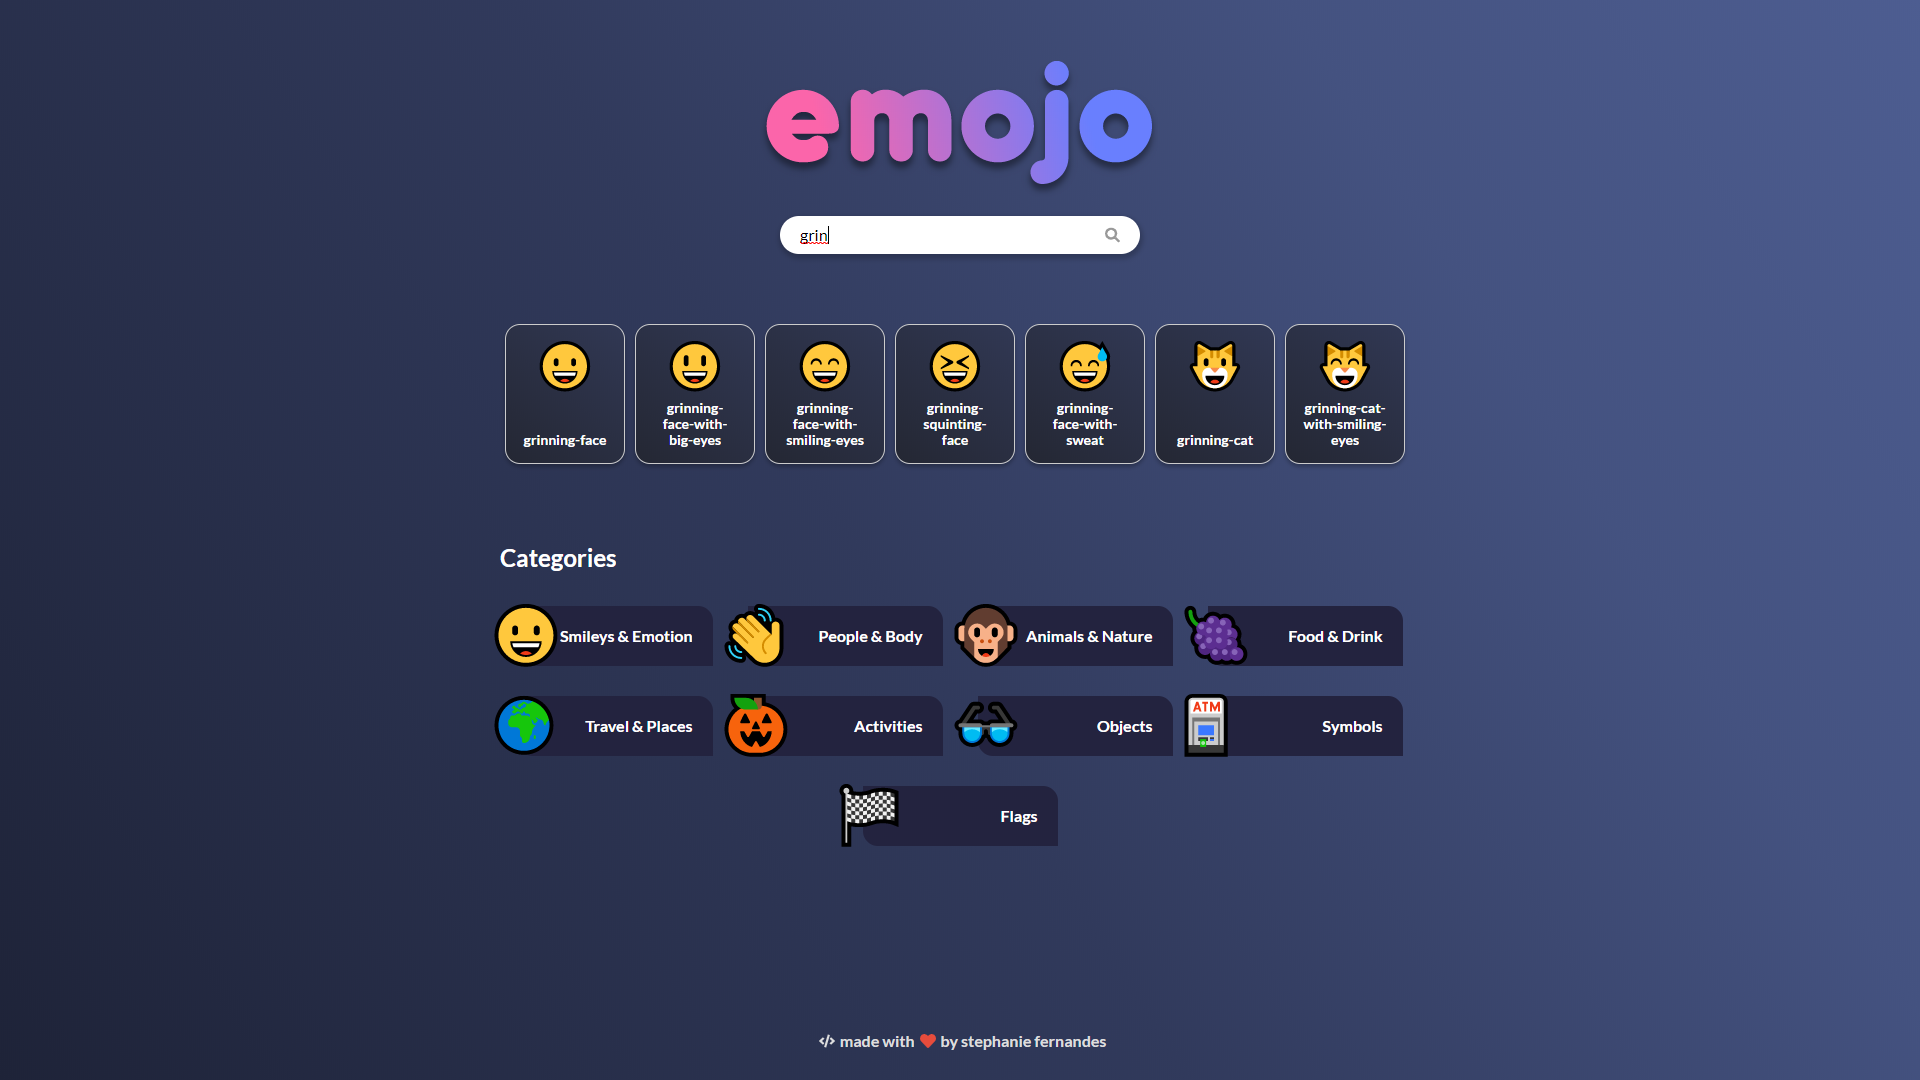 emojo
grin
grinning-face
grinning-
face-with-
big-eyes
grinning-
face-with-
smiling-eyes
grinning-
squinting-
face
grinning-
face-with-
sweat
grinning-cat
grinning-cat-
with-smiling-
eyes
Categories
Smileys & Emotion
People & Body
Animals & Nature
Food & Drink
Travel & Places
Activities
Objects
ATM
Symbols
Flags
</> made with ❤ by stephanie fernandes